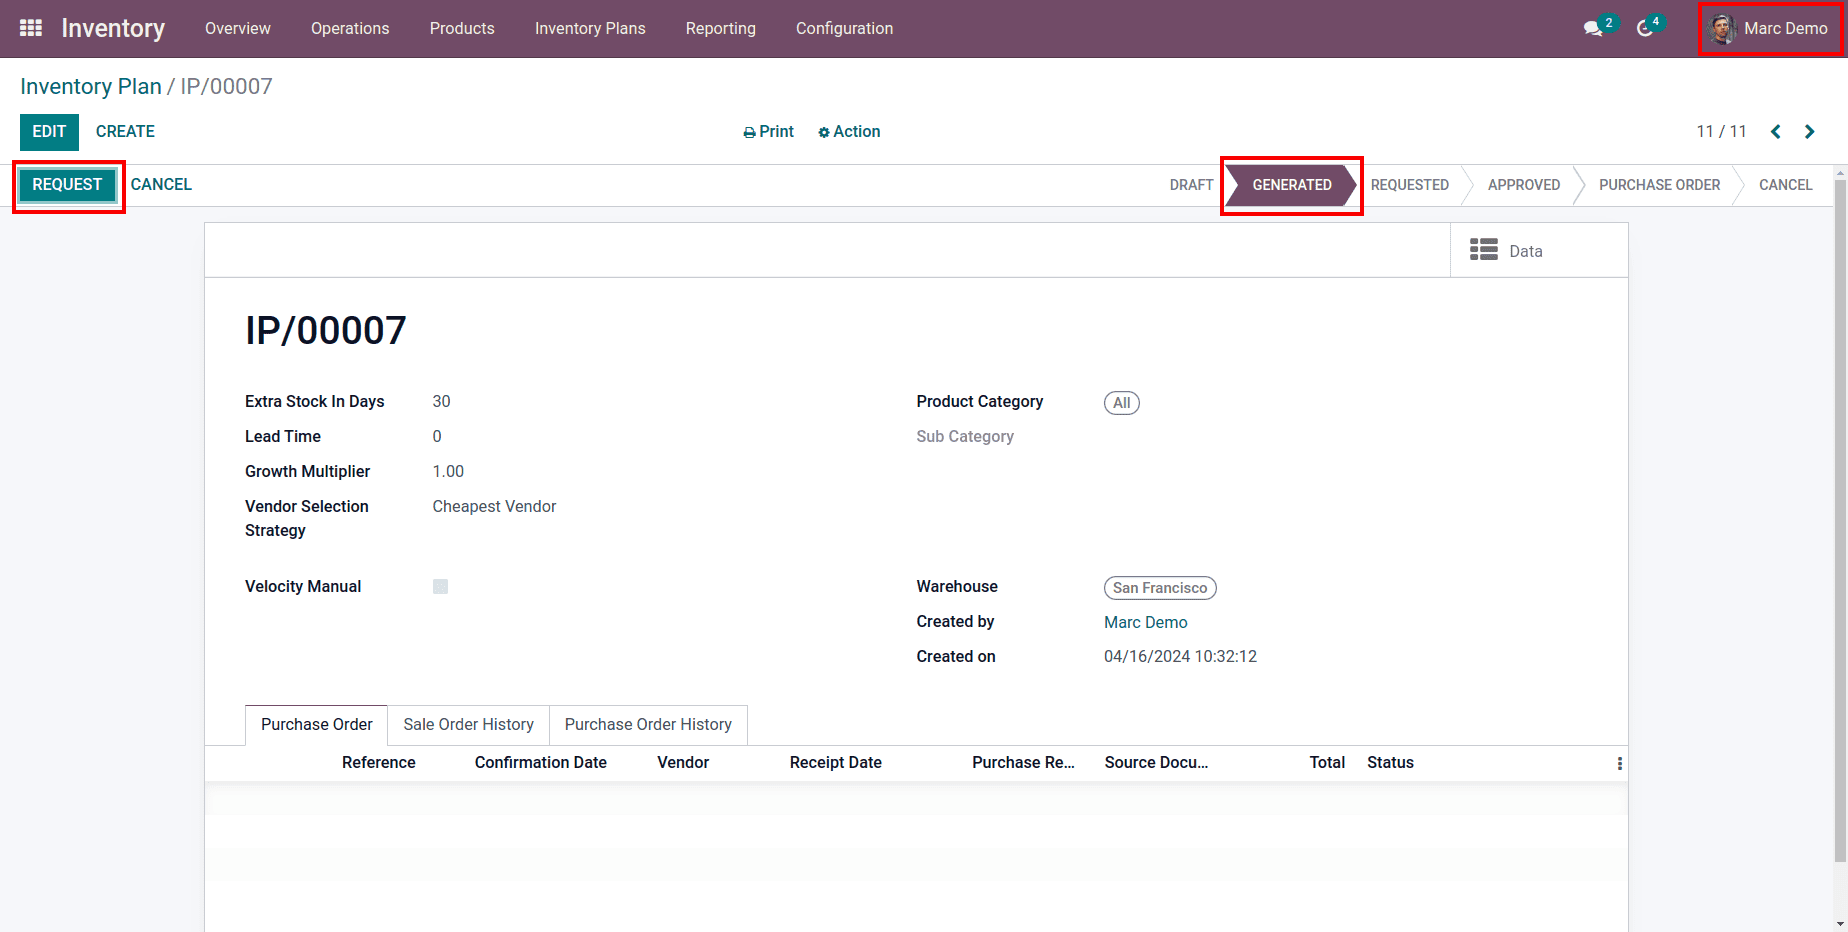 Inventory Overview Operations Products Inventory Plans Reporting Configuration 2 4 Marc Demo
Inventory Plan / IP/00007
EDIT CREATE Print Action 11 / 11
REQUEST CANCEL DRAFT GENERATED REQUESTED APPROVED PURCHASE ORDER CANCEL
Data
IP/00007
Extra Stock In Days 30 Product Category All
Lead Time 0 Sub Category
Growth Multiplier 1.00
Vendor Selection Strategy Cheapest Vendor
Velocity Manual Warehouse San Francisco
Created by Marc Demo
Created on 04/16/2024 10:32:12
Purchase Order Sale Order History Purchase Order History
Reference Confirmation Date Vendor Receipt Date Purchase Re... Source Docu... Total Status